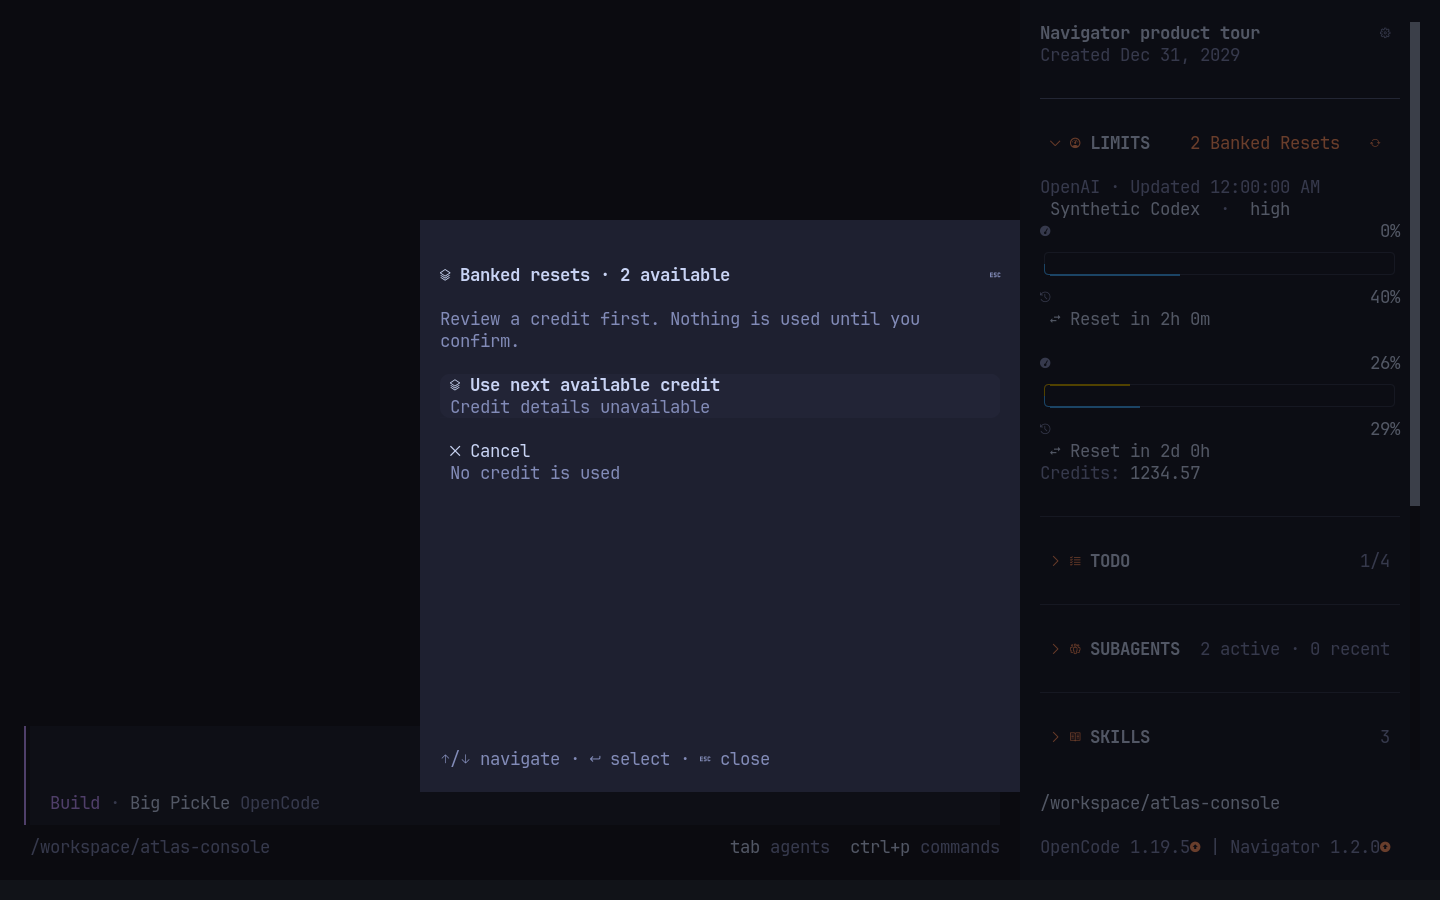 Navigator product tour
Created Dec 31, 2029
LIMITS 2 Banked Resets
OpenAI · Updated 12:00:00 AM
Synthetic Codex · high
0%
40%
Reset in 2h 0m
26%
29%
Reset in 2d 0h
Credits: 1234.57
TODO 1/4
SUBAGENTS 2 active · 0 recent
SKILLS 3
/workspace/atlas-console
OpenCode 1.19.5 | Navigator 1.2.0
Banked resets · 2 available ESC
Review a credit first. Nothing is used until you
confirm.
Use next available credit
Credit details unavailable
Cancel
No credit is used
↑/↓ navigate · ↵ select · ESC close
Build · Big Pickle OpenCode
/workspace/atlas-console tab agents ctrl+p commands